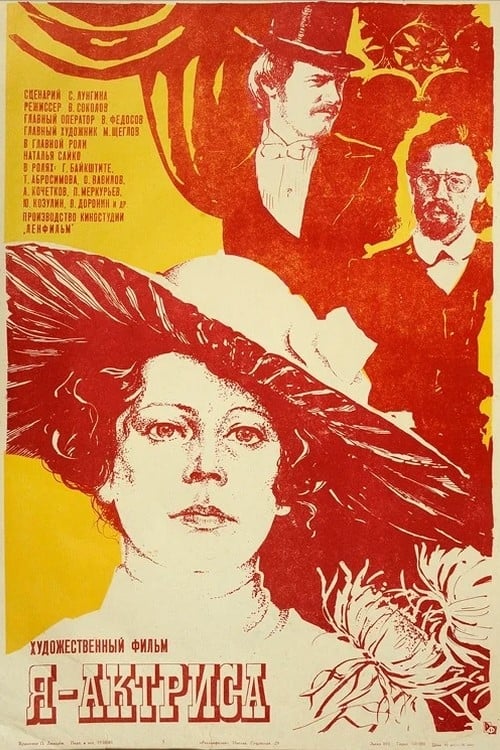 СЦЕНАРИЙ С. ЛУНГИНА
РЕЖИССЕР В. СОКОЛОВ
ГЛАВНЫЙ ОПЕРАТОР В. ФЕДОСОВ
ГЛАВНЫЙ ХУДОЖНИК М. ЩЕГЛОВ
В ГЛАВНОЙ РОЛИ
НАТАЛЬЯ САЙКО
В РОЛЯХ: Г. БАЙКШТИТЕ,
Т. АБРОСИМОВА, О. ВАВИЛОВ,
А. КОЧЕТКОВ, П. МЕРКУРЬЕВ,
Ю. КОЗУЛИН, В. ДОРОНИН И ДР.
ПРОИЗВОДСТВО КИНОСТУДИИ
"ЛЕНФИЛЬМ"
ХУДОЖЕСТВЕННЫЙ ФИЛЬМ
Я-АКТРИСА